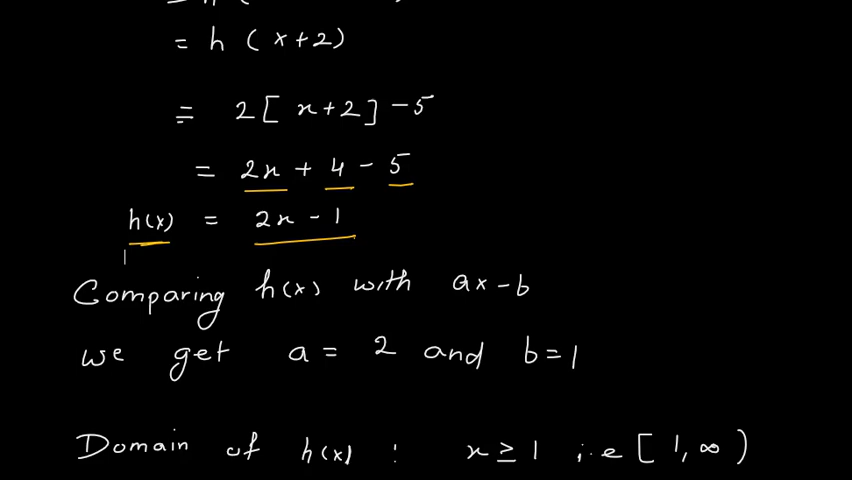 = h (x+2)
= 2[ x+2] -5
= 2x + 4 - 5
h(x) = 2x - 1
Comparing h(x) with ax-b
we get a = 2 and b=1
Domain of h(x) : x ≥ 1 i.e [ 1, ∞ )